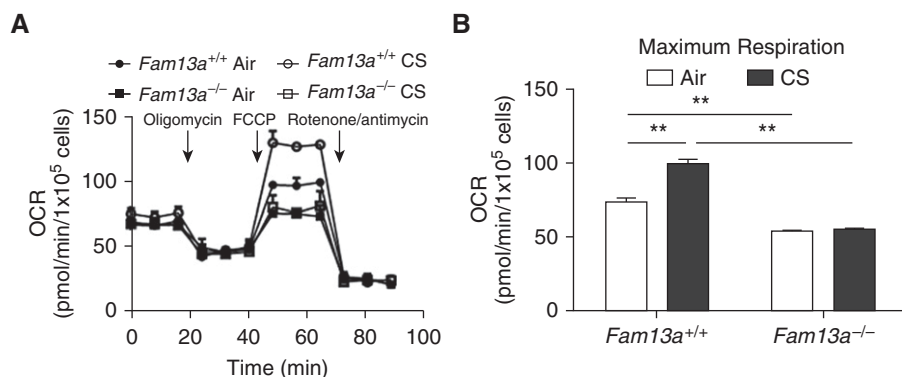 A
Fam13a+/+ Air
Fam13a+/+ CS
Fam13a−/− Air
Fam13a−/− CS
150
Oligomycin
FCCP
Rotenone/antimycin
100
50
0
OCR
(pmol/min/1x10⁵ cells)
0 20 40 60 80 100
Time (min)
B
Maximum Respiration
Air
CS
150
**
**
**
100
50
0
OCR
(pmol/min/1x10⁵ cells)
Fam13a+/+
Fam13a−/−